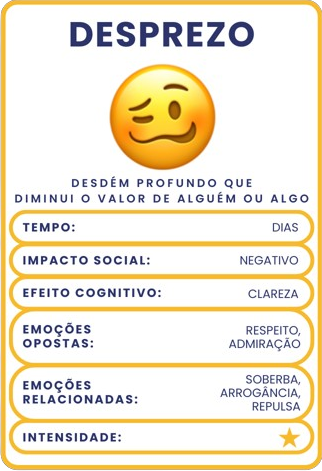 DESPREZO
DESDÉM PROFUNDO QUE
DIMINUI O VALOR DE ALGUÉM OU ALGO
TEMPO: DIAS
IMPACTO SOCIAL: NEGATIVO
EFEITO COGNITIVO: CLAREZA
EMOÇÕES
OPOSTAS:
RESPEITO,
ADMIRAÇÃO
EMOÇÕES
RELACIONADAS:
SOBERBA,
ARROGÂNCIA,
REPULSA
INTENSIDADE: